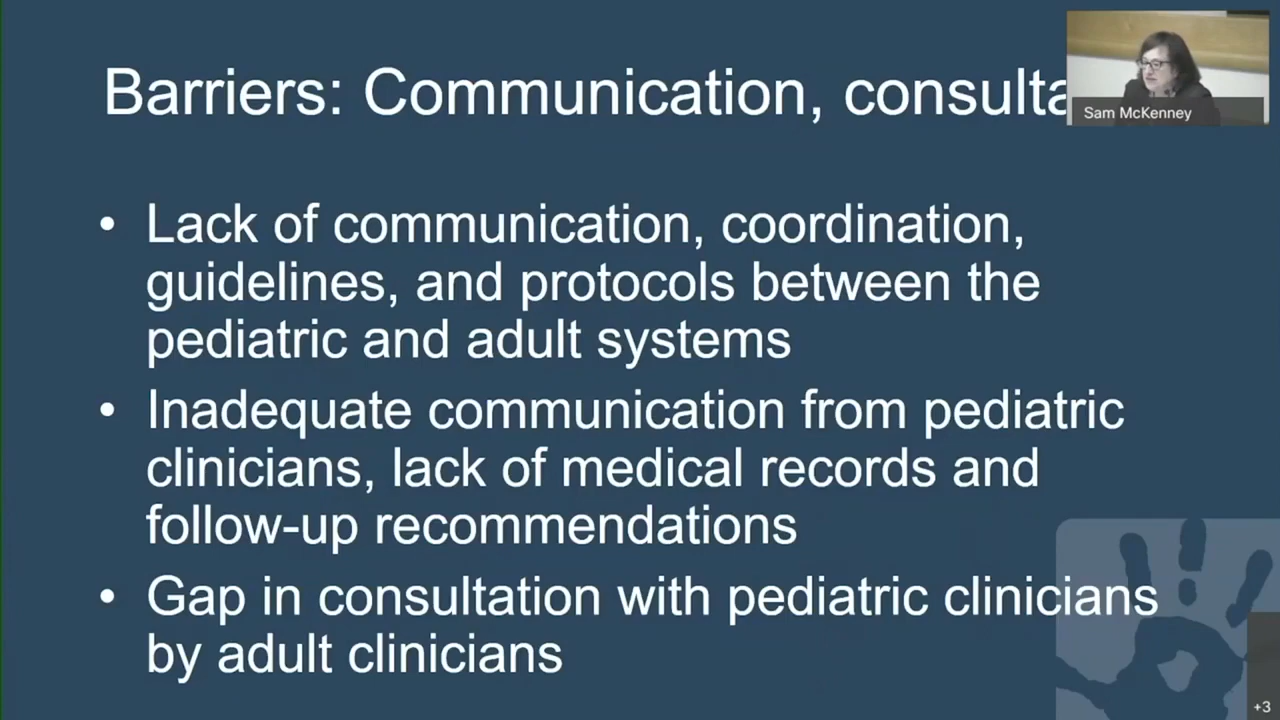 Barriers: Communication, consulta
Sam McKenney
• Lack of communication, coordination,
guidelines, and protocols between the
pediatric and adult systems
• Inadequate communication from pediatric
clinicians, lack of medical records and
follow-up recommendations
• Gap in consultation with pediatric clinicians
by adult clinicians
+3